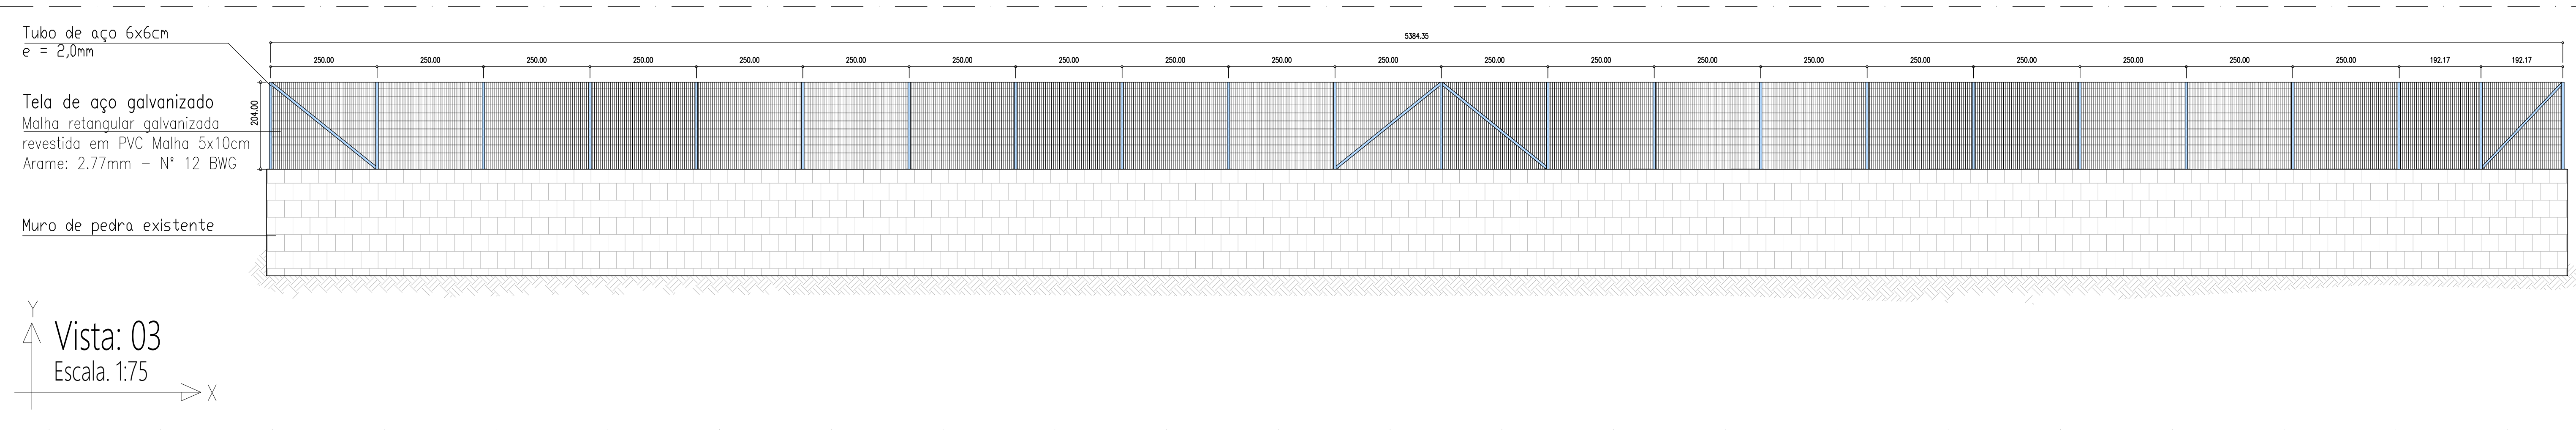 Tubo de aço 6x6cm
e = 2,0mm
5384.35
250.00 250.00 250.00 250.00 250.00 250.00 250.00 250.00 250.00 250.00 250.00 250.00 250.00 250.00 250.00 250.00 250.00 250.00 250.00 250.00 192.17 192.17
204.00
Tela de aço galvanizado
Malha retangular galvanizada
revestida em PVC Malha 5x10cm
Arame: 2.77mm – N° 12 BWG
Muro de pedra existente
Y
Vista: 03
Escala. 1:75
X